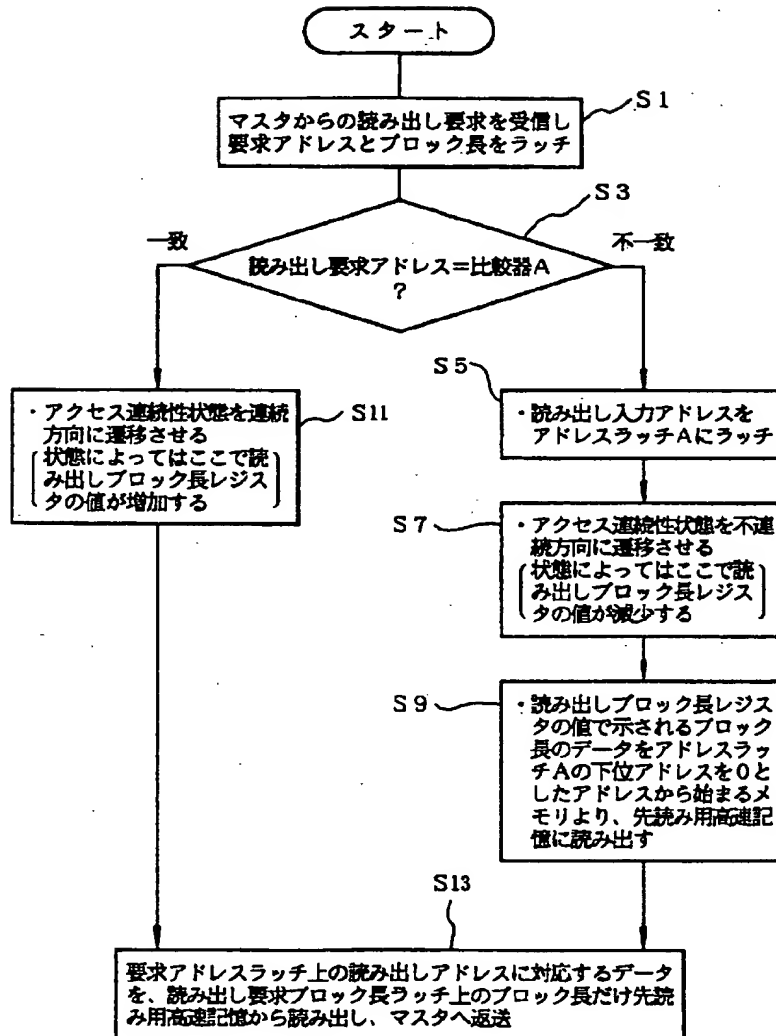 スタート
S1
マスタからの読み出し要求を受信し
要求アドレスとブロック長をラッチ
S3
一致
不一致
読み出し要求アドレス=比較器A
?
S5
・読み出し入力アドレスを
アドレスラッチAにラッチ
S11
・アクセス連続性状態を連続
方向に遷移させる
状態によってはここで読
み出しブロック長レジス
タの値が増加する
S7
・アクセス連続性状態を不連
続方向に遷移させる
状態によってはここで読
み出しブロック長レジス
タの値が減少する
S9
・読み出しブロック長レジス
タの値で示されるブロック
長のデータをアドレスラッ
チAの下位アドレスを0と
したアドレスから始まるメ
モリより、先読み用高速記
憶に読み出す
S13
要求アドレスラッチ上の読み出しアドレスに対応するデータ
を、読み出し要求ブロック長ラッチ上のブロック長だけ先読
み用高速記憶から読み出し、マスタへ返送